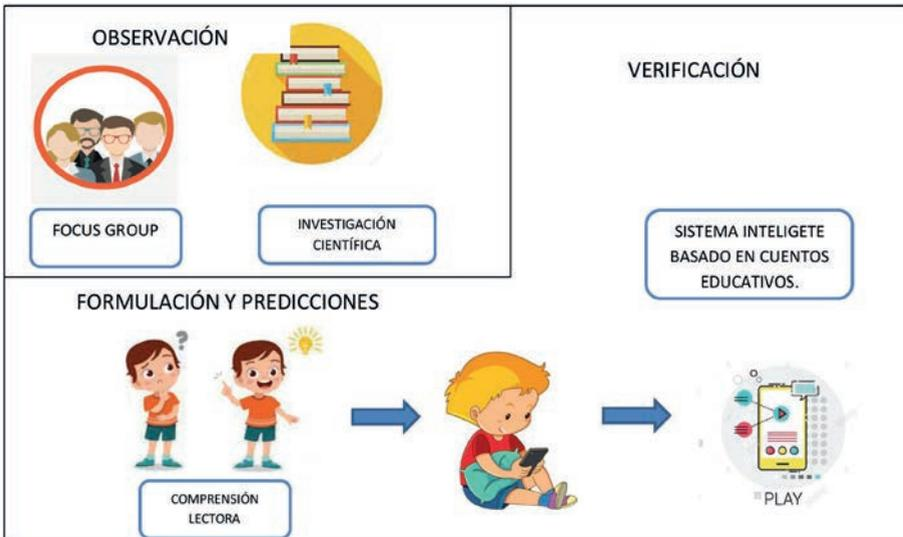 OBSERVACIÓN
FOCUS GROUP
INVESTIGACIÓN
CIENTÍFICA
VERIFICACIÓN
SISTEMA INTELIGETE
BASADO EN CUENTOS
EDUCATIVOS.
FORMULACIÓN Y PREDICCIONES
?
COMPRENSIÓN
LECTORA
PLAY